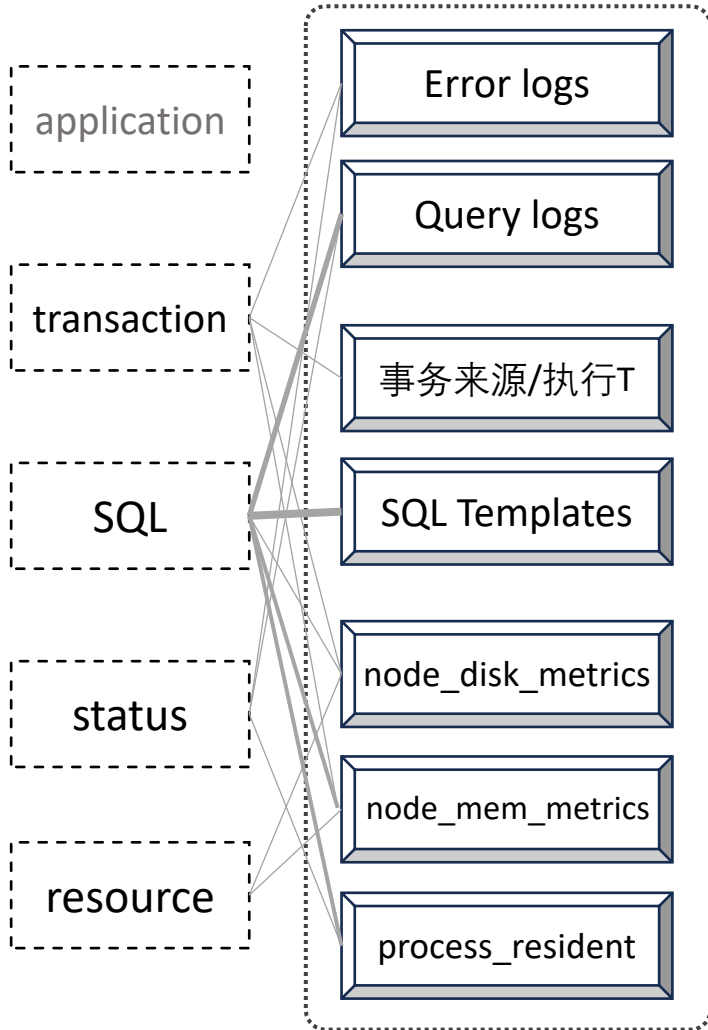 application
transaction
SQL
status
resource
Error logs
Query logs
事务来源/执行T
SQL Templates
node_disk_metrics
node_mem_metrics
process_resident